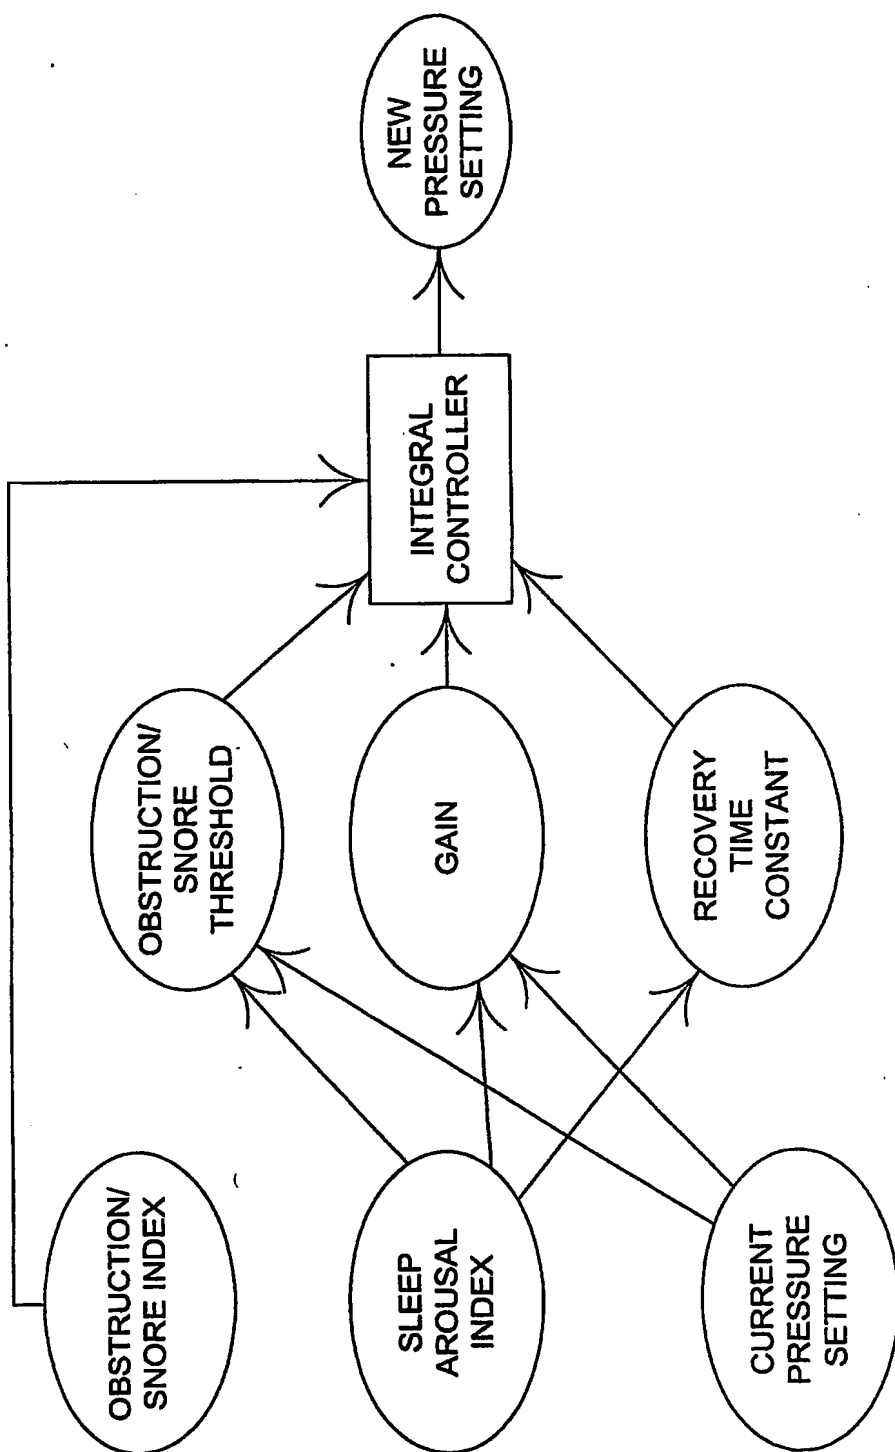 OBSTRUCTION/
SNORE INDEX
SLEEP
AROUSAL
INDEX
CURRENT
PRESSURE
SETTING
OBSTRUCTION/
SNORE
THRESHOLD
GAIN
RECOVERY
TIME
CONSTANT
INTEGRAL
CONTROLLER
NEW
PRESSURE
SETTING